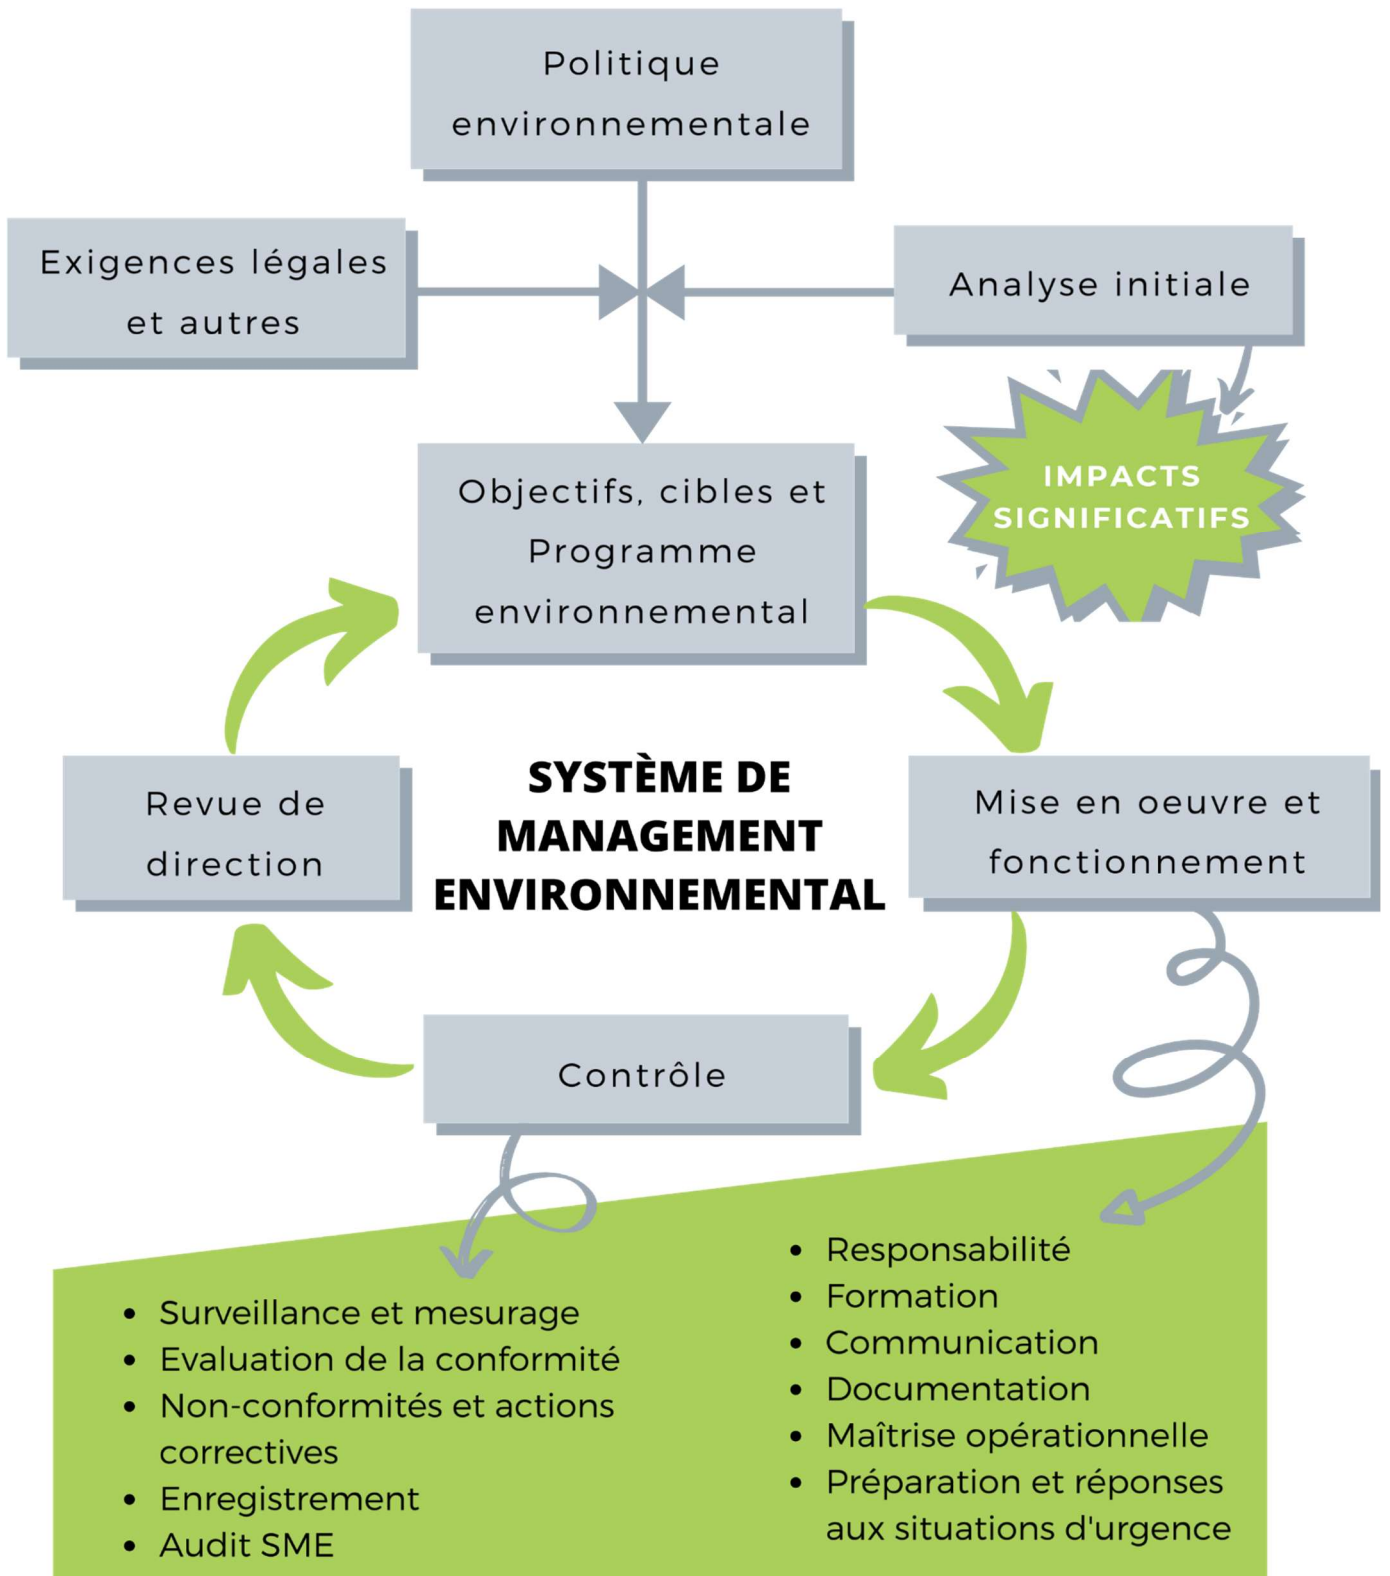 Politique
environnementale
Exigences légales
et autres
Analyse initiale
IMPACTS
SIGNIFICATIFS
Objectifs, cibles et
Programme
environnemental
Revue de
direction
SYSTÈME DE
MANAGEMENT
ENVIRONNEMENTAL
Mise en oeuvre et
fonctionnement
Contrôle
• Surveillance et mesurage
• Evaluation de la conformité
• Non-conformités et actions
correctives
• Enregistrement
• Audit SME
• Responsabilité
• Formation
• Communication
• Documentation
• Maîtrise opérationnelle
• Préparation et réponses
aux situations d'urgence